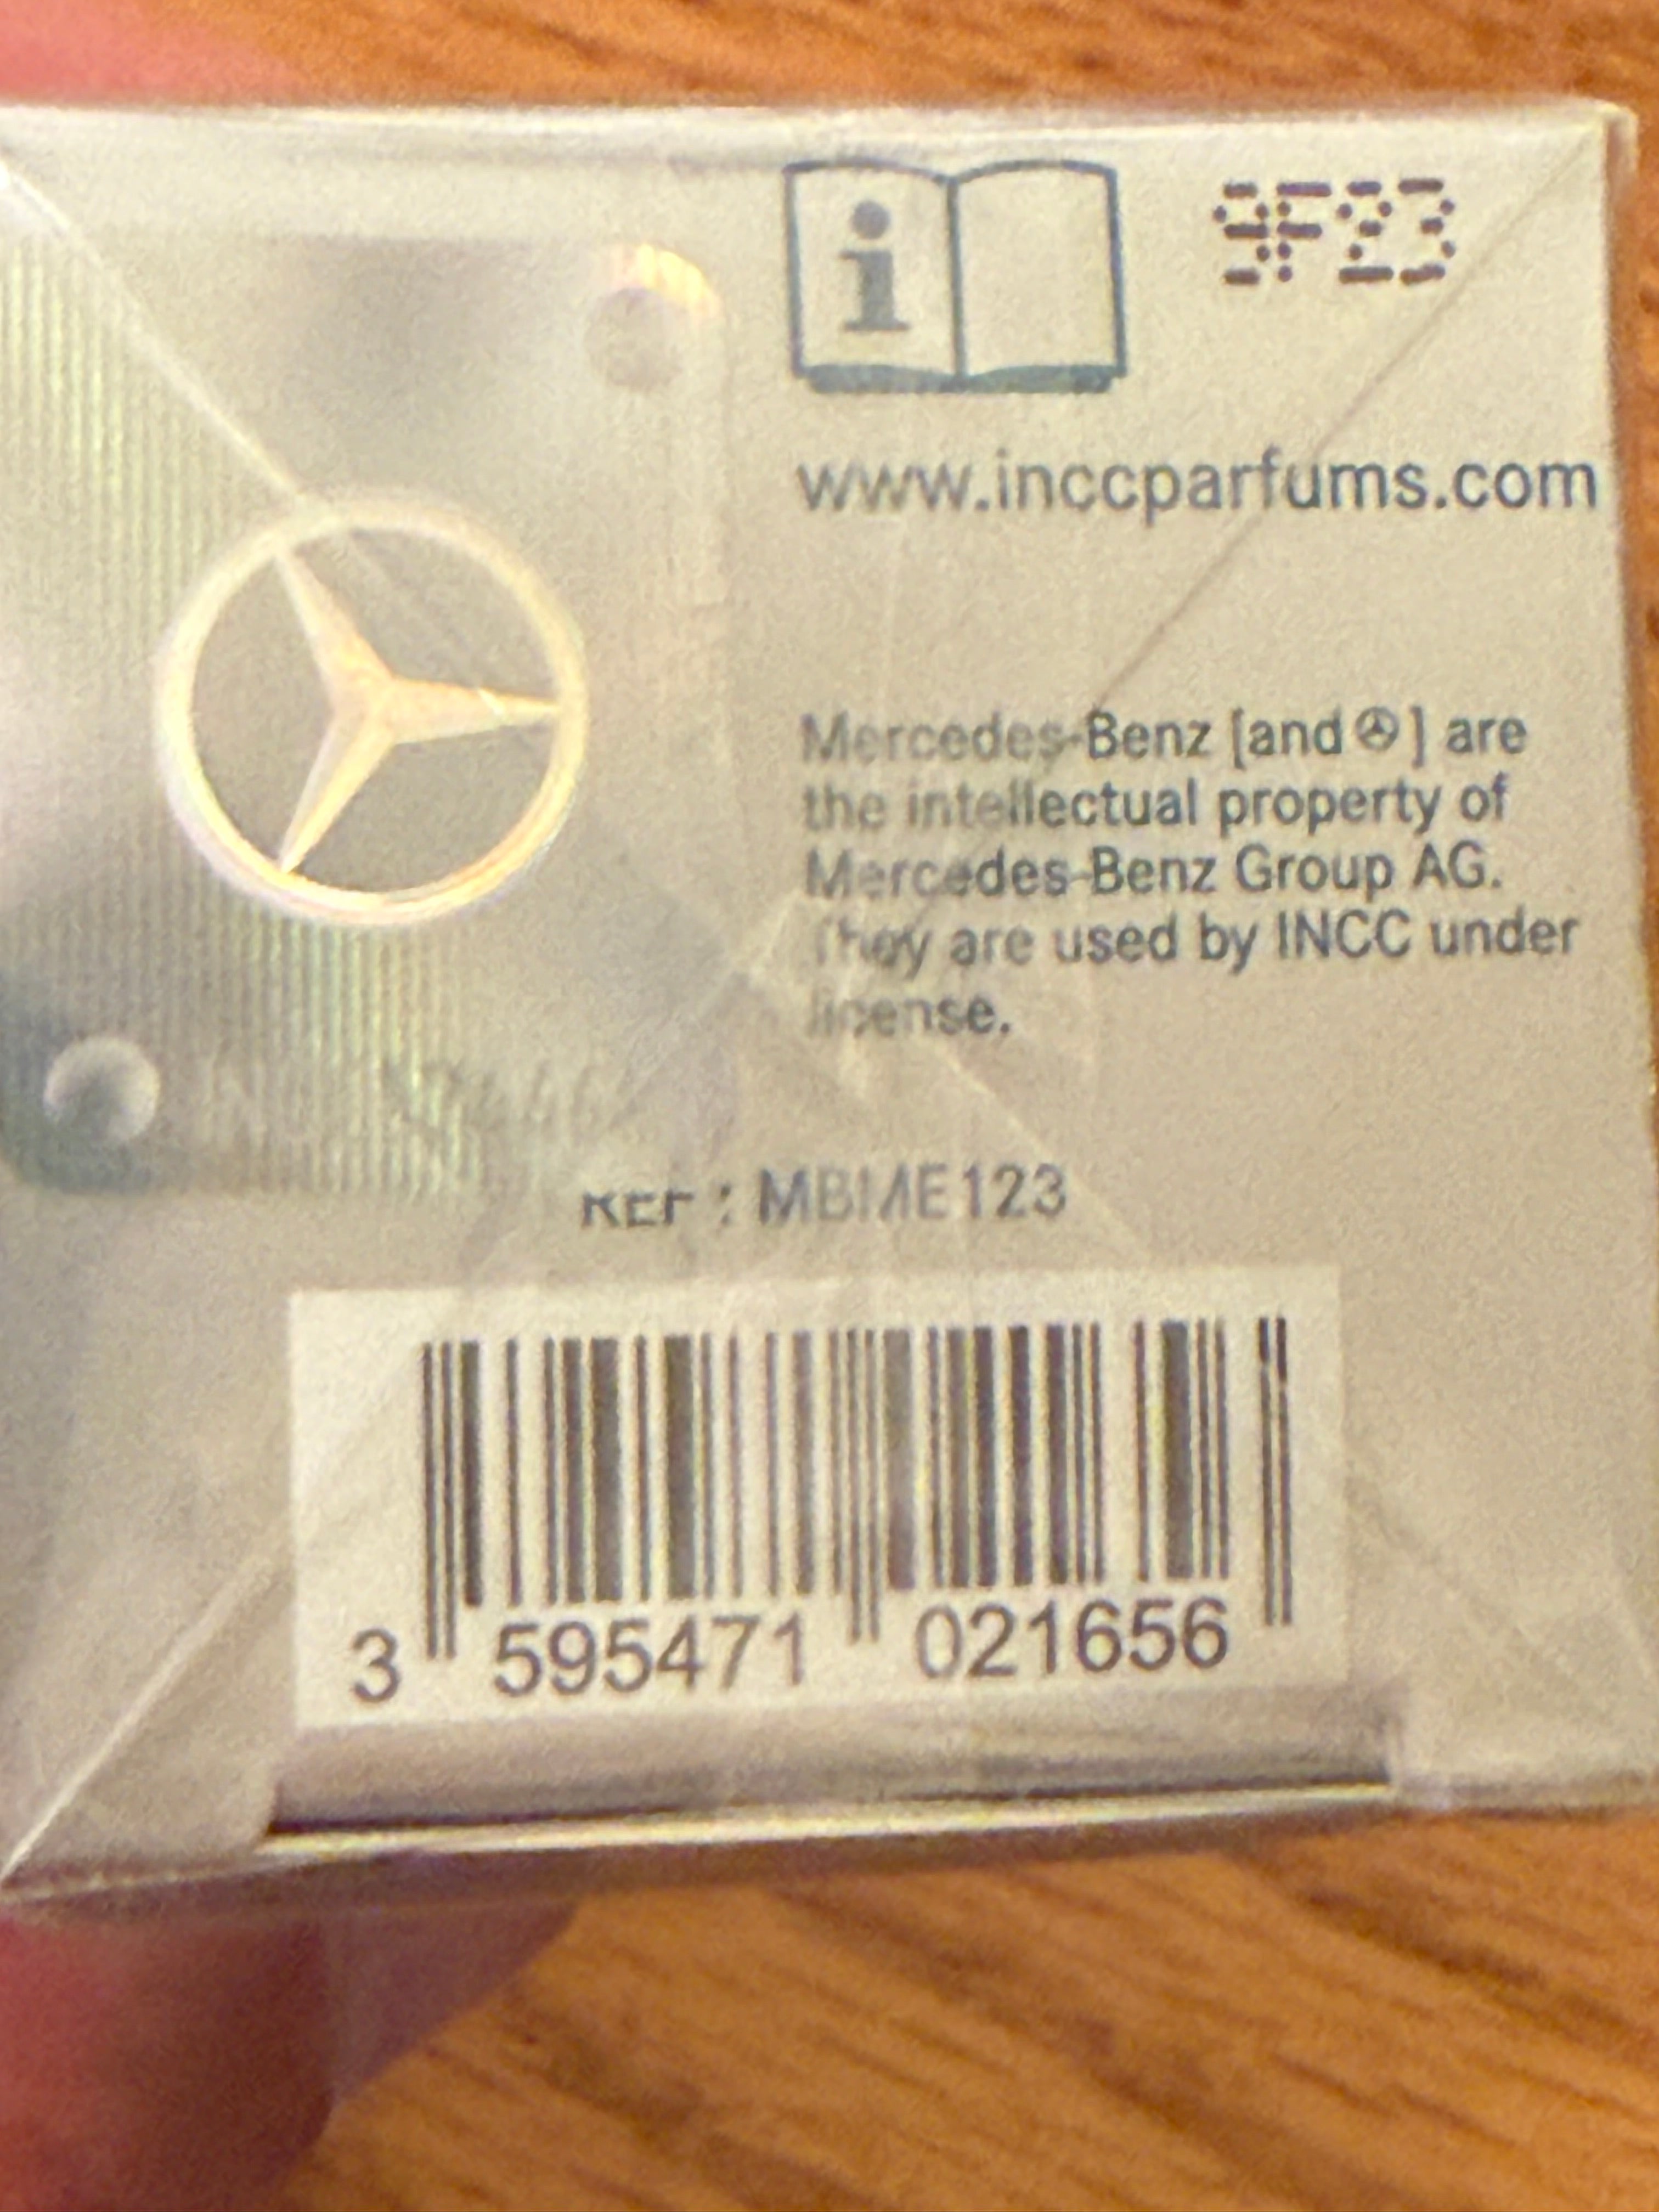 i
9F23
www.inccparfums.com
Mercedes-Benz [and ] are
the intellectual property of
Mercedes-Benz Group AG.
They are used by INCC under
license.
REF : MBME123
3 595471 021656